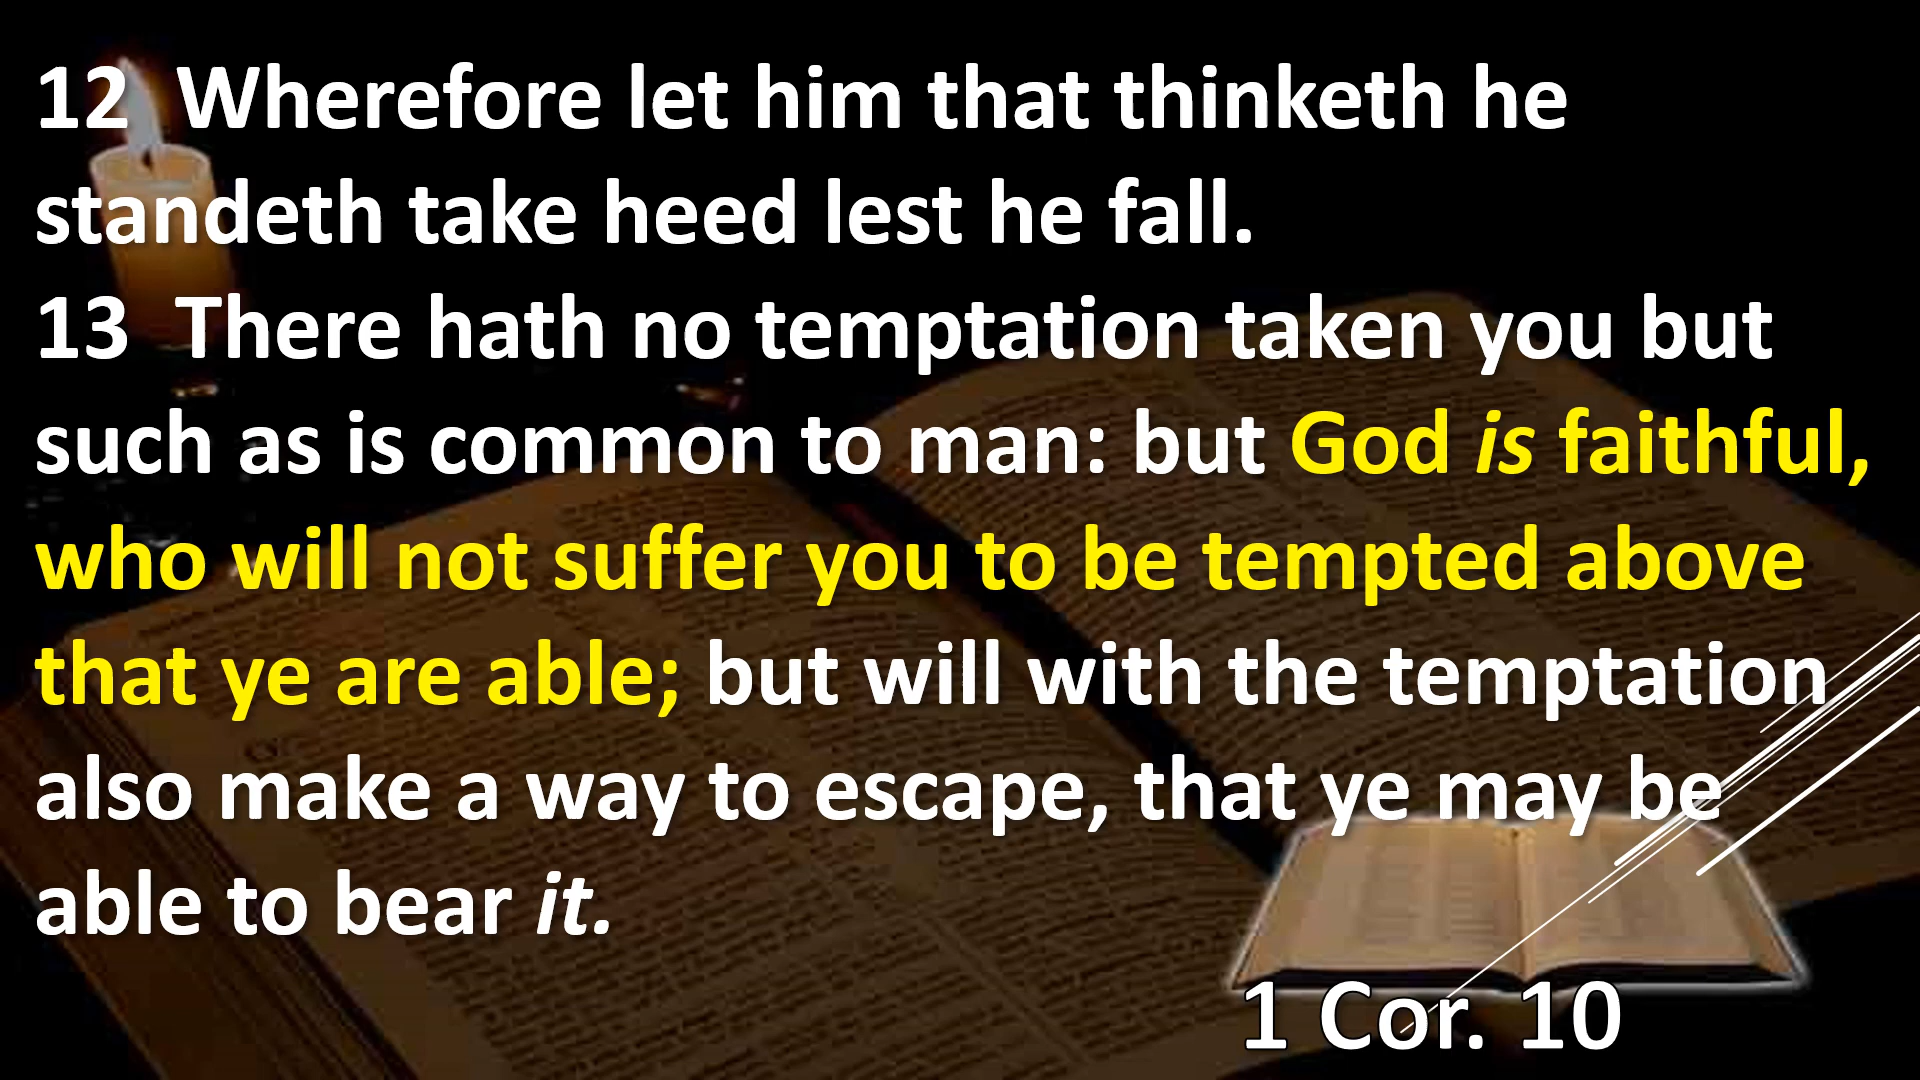 12  Wherefore let him that thinketh he
standeth take heed lest he fall.
13  There hath no temptation taken you but
such as is common to man: but God is faithful,
who will not suffer you to be tempted above
that ye are able; but will with the temptation
also make a way to escape, that ye may be
able to bear it.
1 Cor. 10